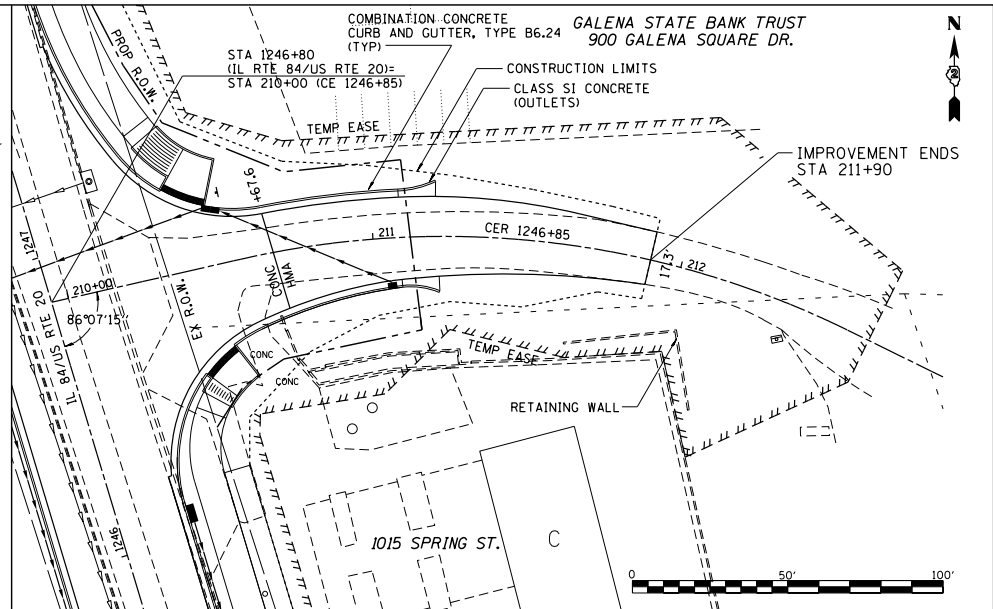 COMBINATION CONCRETE
CURB AND GUTTER, TYPE B6.24
(TYP)
GALENA STATE BANK TRUST
900 GALENA SQUARE DR.
N
PROP R.O.W.
STA 1246+80
(IL RTE 84/US RTE 20)=
STA 210+00 (CE 1246+85)
CONSTRUCTION LIMITS
CLASS SI CONCRETE
(OUTLETS)
TEMP EASE
IMPROVEMENT ENDS
STA 211+90
+67.6
1247
211
CER 1246+85
17.3'
212
210+00
CONC
HMA
EX R.O.W.
86°07'15"
IL 84/US RTE 20
CONC
CONC
TEMP EASE
RETAINING WALL
1246
1015 SPRING ST.
C
0
50'
100'